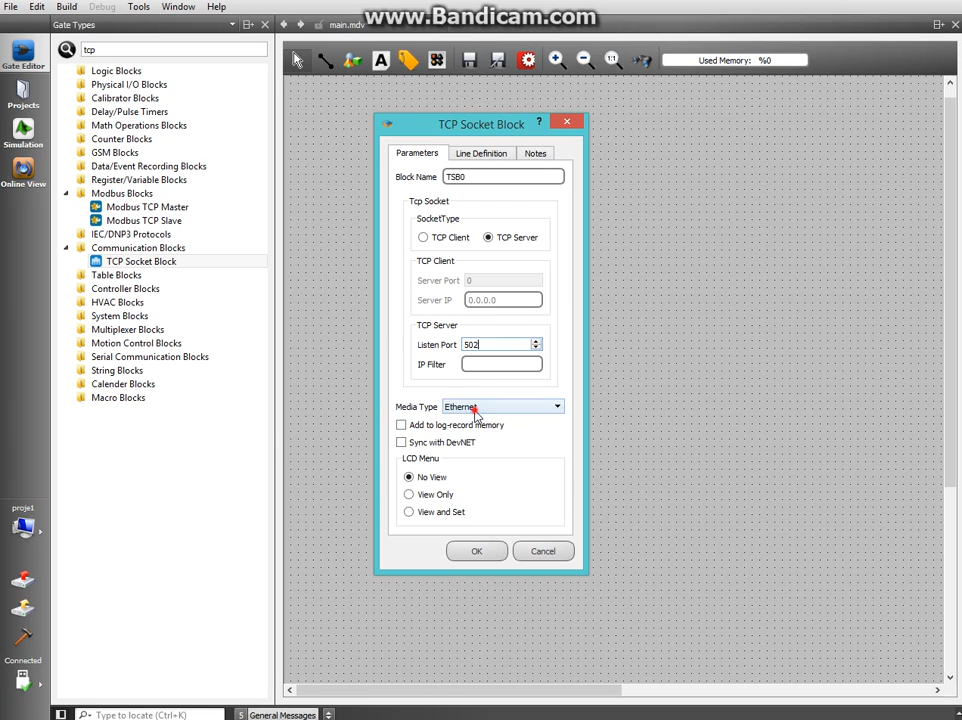 www.Bandicam.com
File Edit Build Debug Tools Window Help
Gate Types
main.mdv
tcp
Used Memory: %0
Gate Editor
Projects
Simulation
Online View
Logic Blocks
Physical I/O Blocks
Calibrator Blocks
Delay/Pulse Timers
Math Operations Blocks
Counter Blocks
GSM Blocks
Data/Event Recording Blocks
Register/Variable Blocks
Modbus Blocks
Modbus TCP Master
Modbus TCP Slave
IEC/DNP3 Protocols
Communication Blocks
TCP Socket Block
Table Blocks
Controller Blocks
HVAC Blocks
System Blocks
Multiplexer Blocks
Motion Control Blocks
Serial Communication Blocks
String Blocks
Calender Blocks
Macro Blocks
TCP Socket Block
?
Parameters Line Definition Notes
Block Name TSB0
Tcp Socket
SocketType
TCP Client TCP Server
TCP Client
Server Port 0
Server IP 0.0.0.0
TCP Server
Listen Port 502
IP Filter
Media Type Ethernet
Add to log-record memory
Sync with DevNET
LCD Menu
No View
View Only
View and Set
OK Cancel
proje1
Connected
Type to locate (Ctrl+K)
5 General Messages